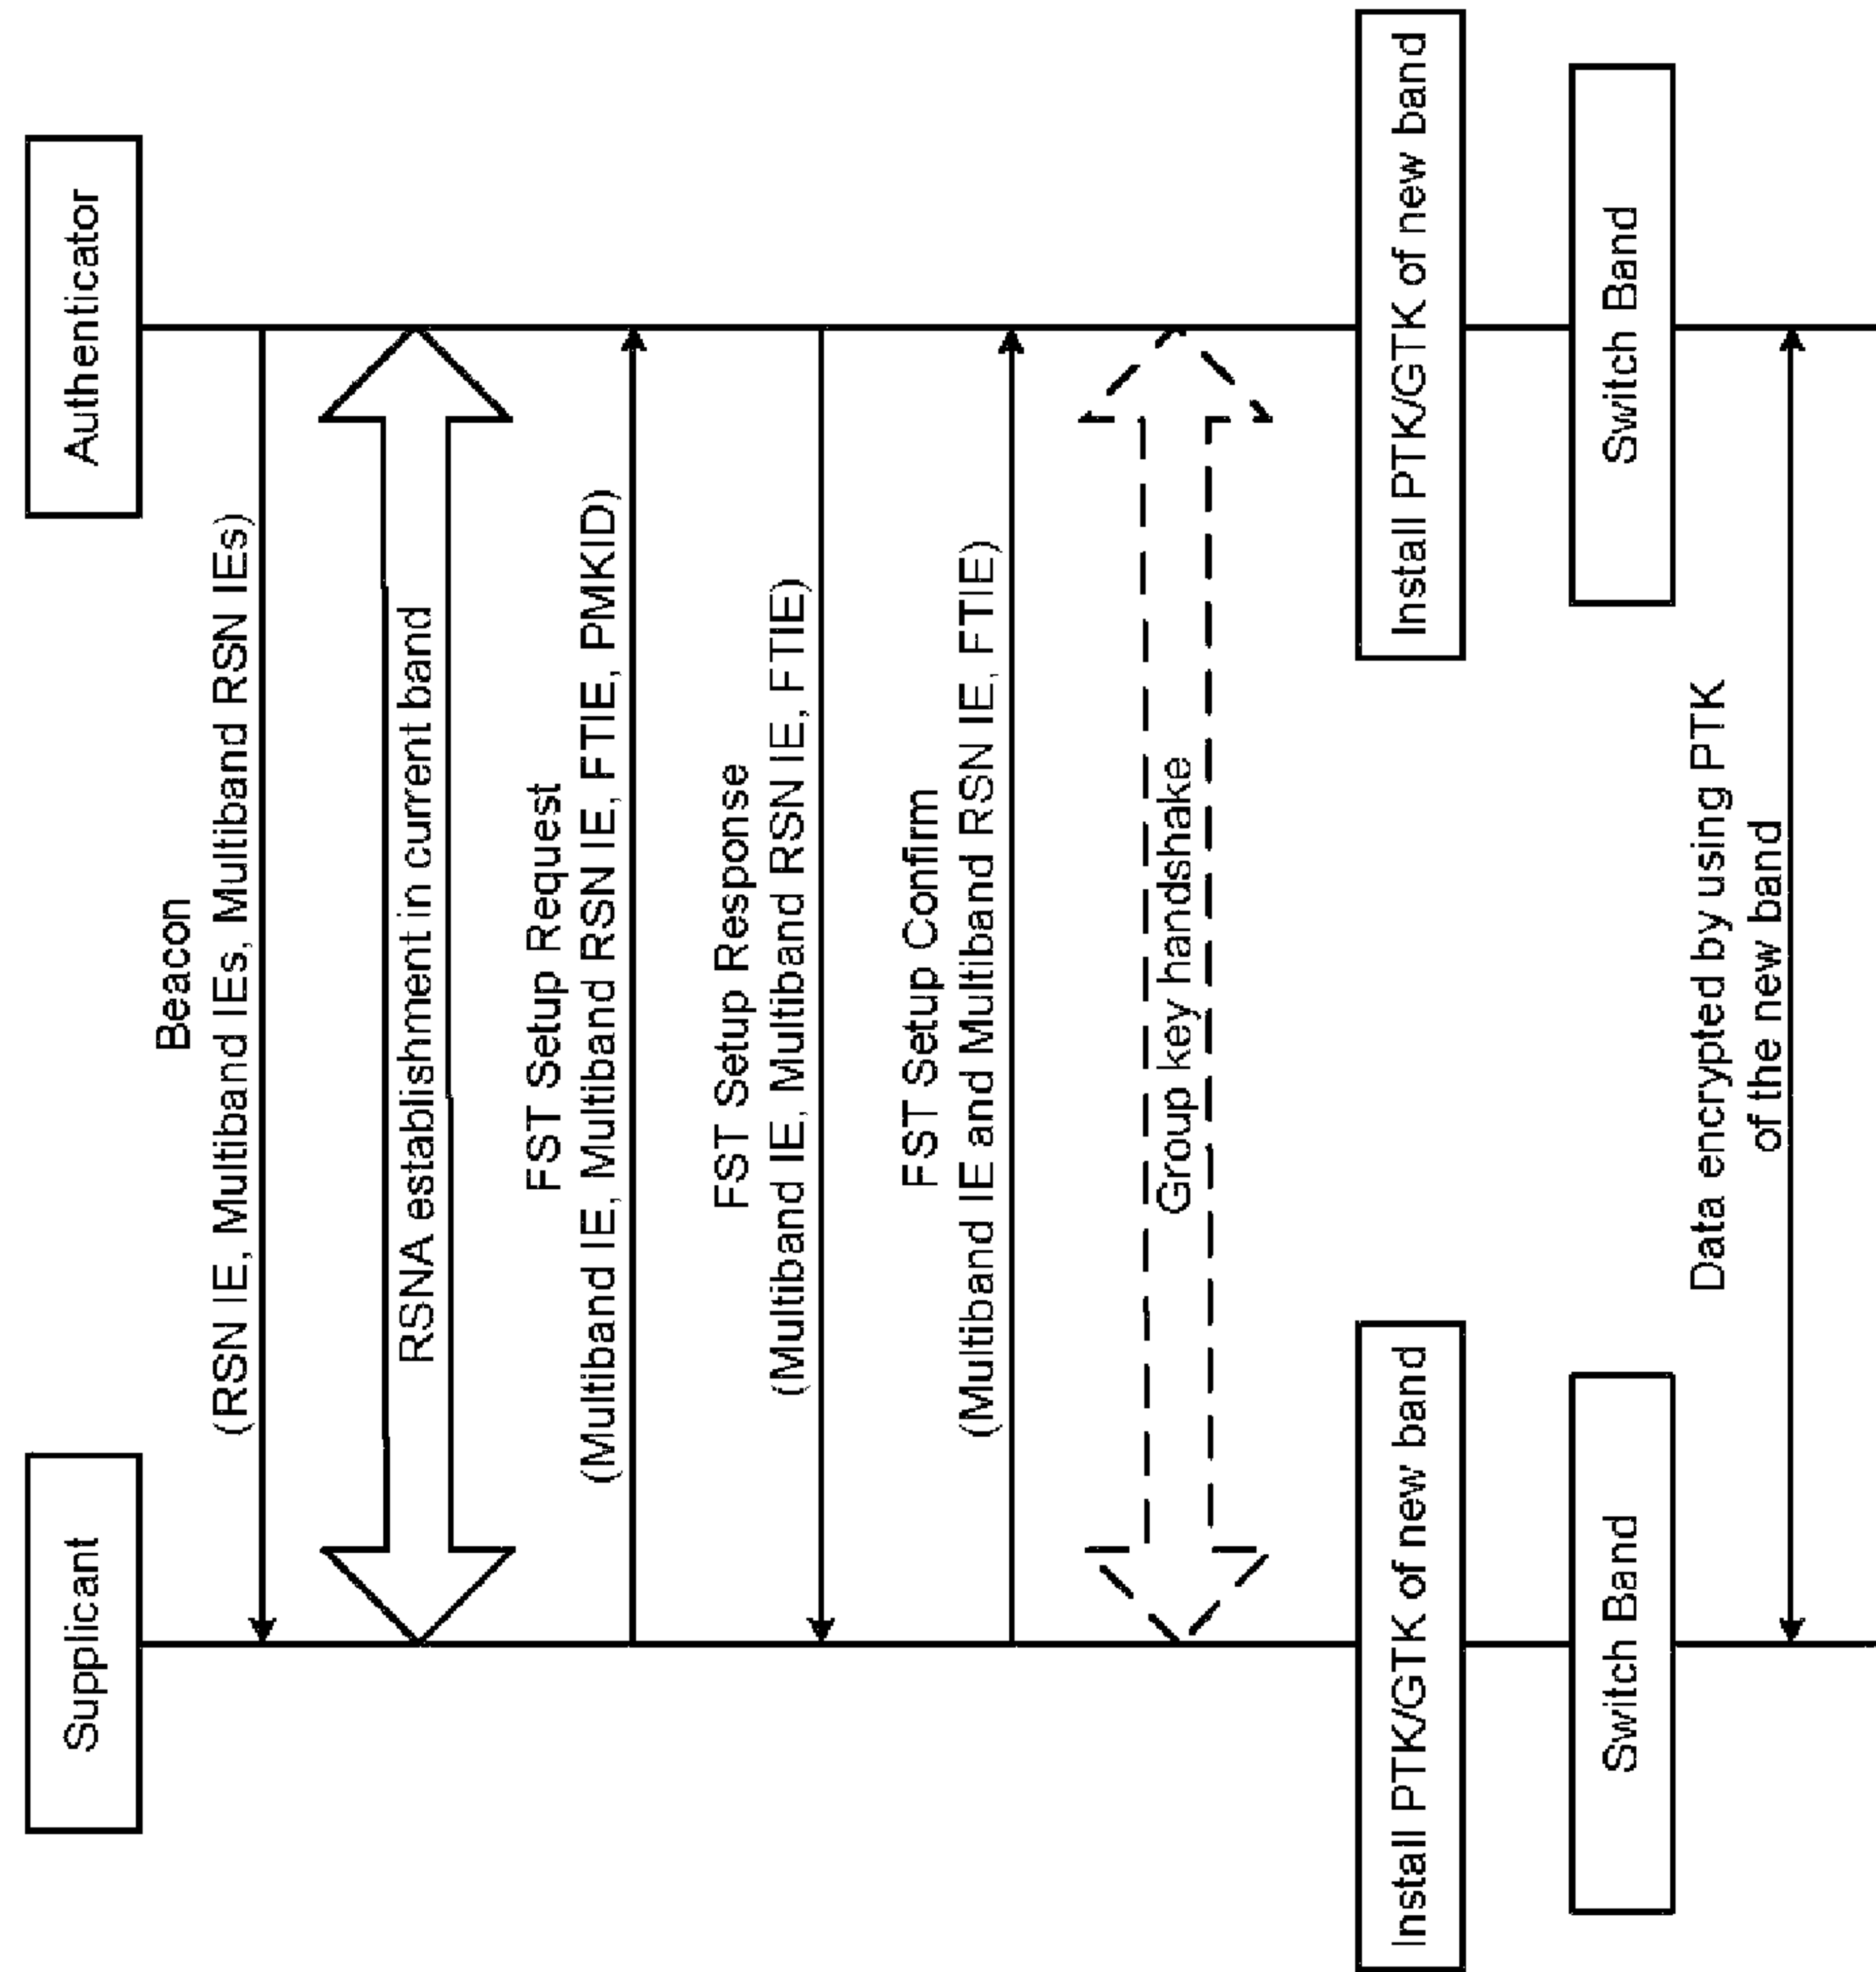 Supplicant
Authenticator
Beacon
(RSN IE, Multiband IEs, Multiband RSN IEs)
RSNA establishment in current band
FST Setup Request
(Multiband IE, Multiband RSN IE, FTIE, PMKID)
FST Setup Response
(Multiband IE, Multiband RSN IE, FTIE)
FST Setup Confirm
(Multiband IE and Multiband RSN IE, FTIE)
Group key handshake
Install PTK/GTK of new band
Install PTK/GTK of new band
Switch Band
Switch Band
Data encrypted by using PTK
of the new band